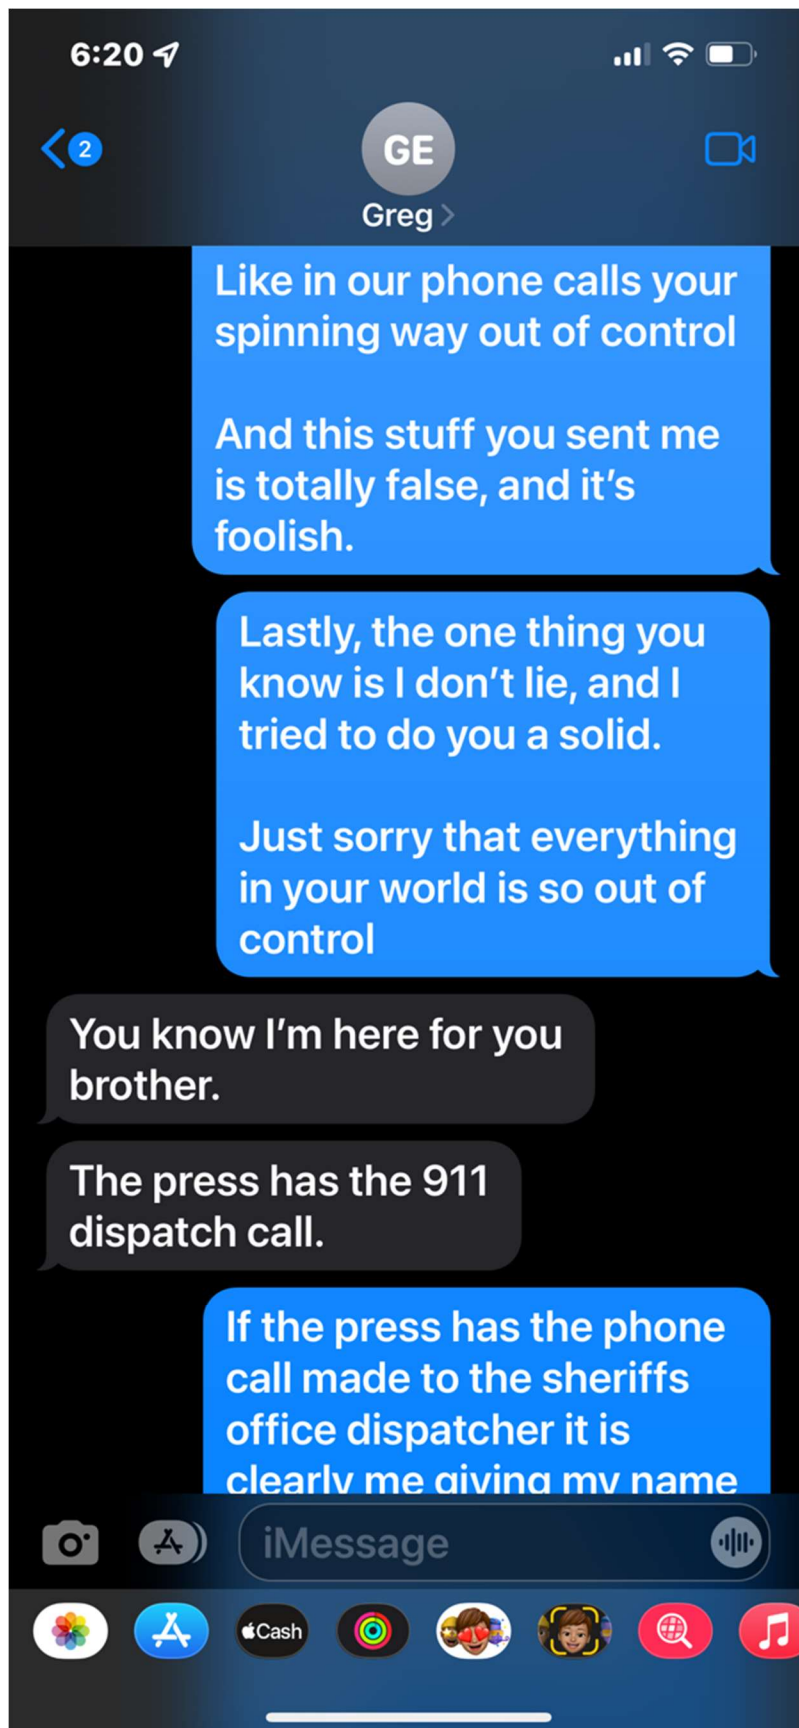 6:20
2
GE
Greg
Like in our phone calls your
spinning way out of control
And this stuff you sent me
is totally false, and it’s
foolish.
Lastly, the one thing you
know is I don’t lie, and I
tried to do you a solid.
Just sorry that everything
in your world is so out of
control
You know I’m here for you
brother.
The press has the 911
dispatch call.
If the press has the phone
call made to the sheriffs
office dispatcher it is
clearly me giving my name
iMessage
Cash